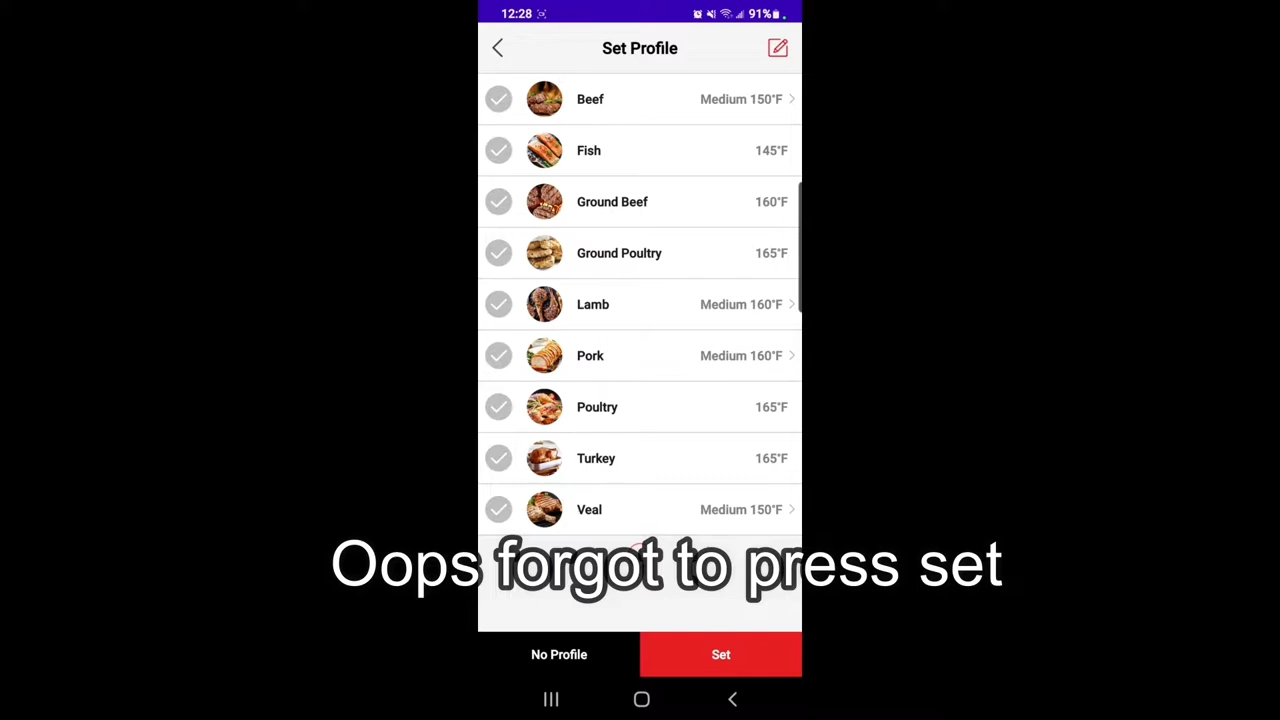 12:28 91%
Set Profile
Beef Medium 150°F
Fish 145°F
Ground Beef 160°F
Ground Poultry 165°F
Lamb Medium 160°F
Pork Medium 160°F
Poultry 165°F
Turkey 165°F
Veal Medium 150°F
Oops forgot to press set
No Profile Set